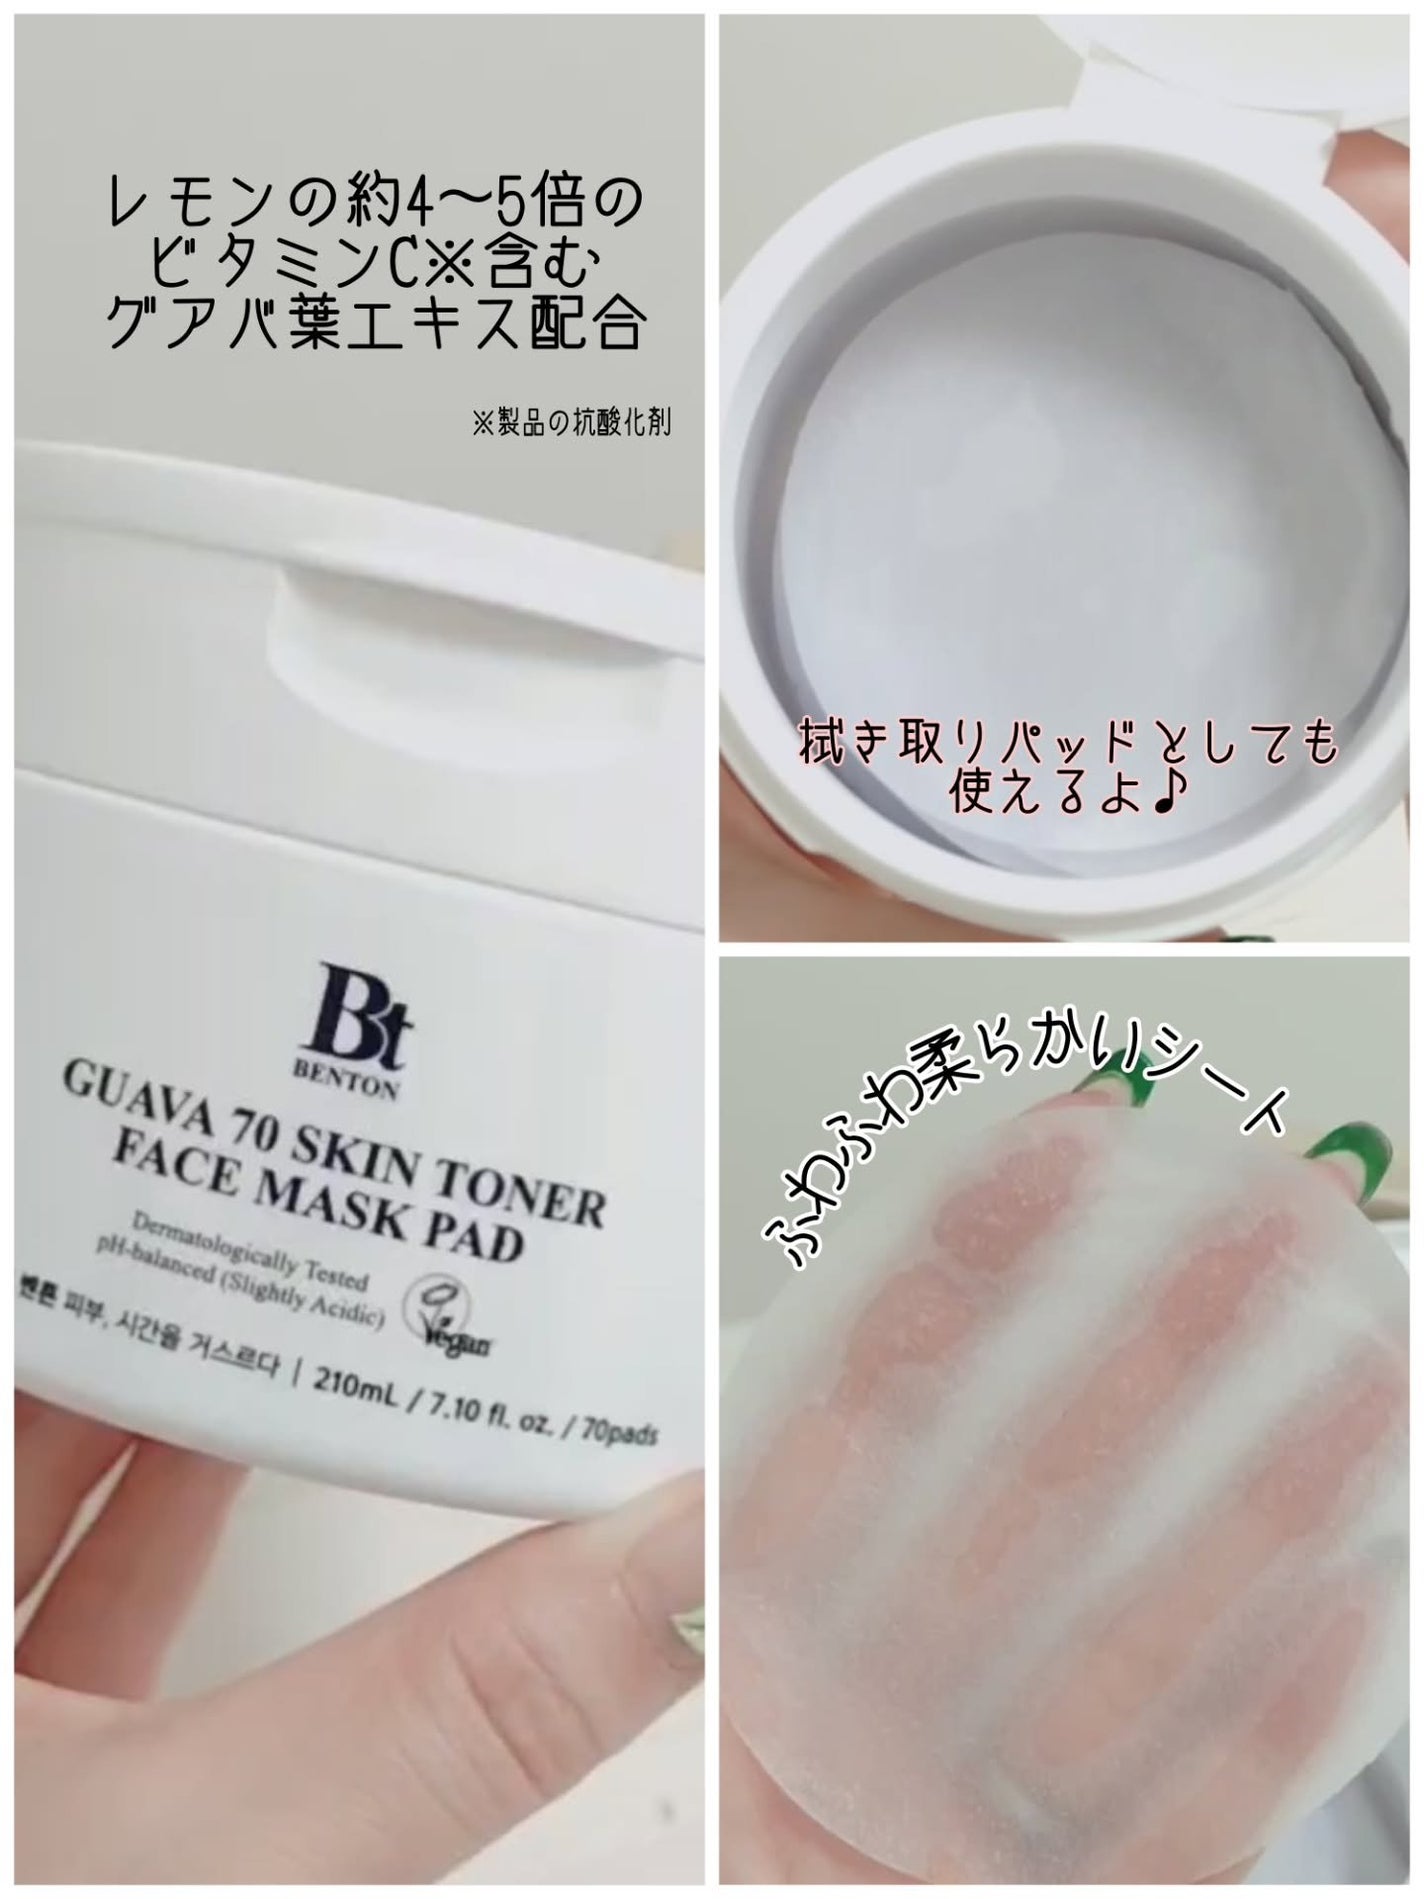 レモンの約4〜5倍の
ビタミンC※含む
グアバ葉エキス配合
※製品の抗酸化剤
Bt
BENTON
GUAVA 70 SKIN TONER
FACE MASK PAD
Dermatologically Tested
pH-balanced (Slightly Acidic)
Vegan
벤튼 피부, 시간을 거스르다 | 210mL / 7.10 fl. oz. / 70pads
拭き取りパッドとしても
使えるよ♪
ふわふわ柔らかいシート